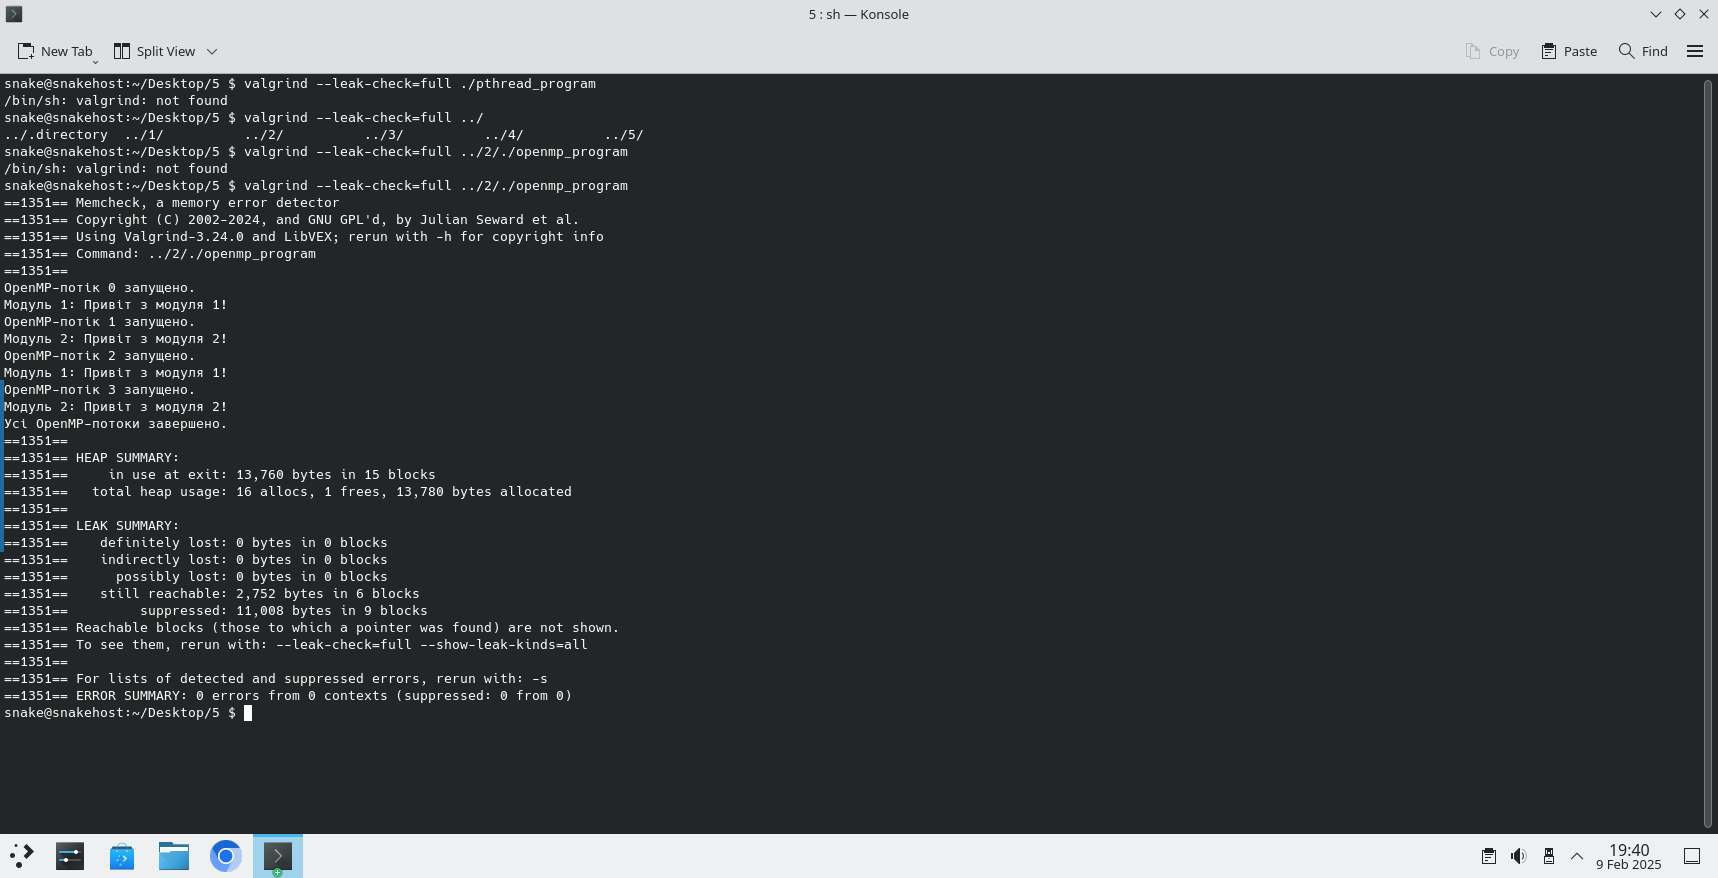 5 : sh — Konsole
New Tab
Split View
Copy
Paste
Find
snake@snakehost:~/Desktop/5 $ valgrind --leak-check=full ./pthread_program
/bin/sh: valgrind: not found
snake@snakehost:~/Desktop/5 $ valgrind --leak-check=full ../
../.directory  ../1/          ../2/          ../3/          ../4/          ../5/
snake@snakehost:~/Desktop/5 $ valgrind --leak-check=full ../2/./openmp_program
/bin/sh: valgrind: not found
snake@snakehost:~/Desktop/5 $ valgrind --leak-check=full ../2/./openmp_program
==1351== Memcheck, a memory error detector
==1351== Copyright (C) 2002-2024, and GNU GPL'd, by Julian Seward et al.
==1351== Using Valgrind-3.24.0 and LibVEX; rerun with -h for copyright info
==1351== Command: ../2/./openmp_program
==1351==
OpenMP-потік 0 запущено.
Модуль 1: Привіт з модуля 1!
OpenMP-потік 1 запущено.
Модуль 2: Привіт з модуля 2!
OpenMP-потік 2 запущено.
Модуль 1: Привіт з модуля 1!
OpenMP-потік 3 запущено.
Модуль 2: Привіт з модуля 2!
Усі OpenMP-потоки завершено.
==1351==
==1351== HEAP SUMMARY:
==1351==     in use at exit: 13,760 bytes in 15 blocks
==1351==   total heap usage: 16 allocs, 1 frees, 13,780 bytes allocated
==1351==
==1351== LEAK SUMMARY:
==1351==    definitely lost: 0 bytes in 0 blocks
==1351==    indirectly lost: 0 bytes in 0 blocks
==1351==      possibly lost: 0 bytes in 0 blocks
==1351==    still reachable: 2,752 bytes in 6 blocks
==1351==         suppressed: 11,008 bytes in 9 blocks
==1351== Reachable blocks (those to which a pointer was found) are not shown.
==1351== To see them, rerun with: --leak-check=full --show-leak-kinds=all
==1351==
==1351== For lists of detected and suppressed errors, rerun with: -s
==1351== ERROR SUMMARY: 0 errors from 0 contexts (suppressed: 0 from 0)
snake@snakehost:~/Desktop/5 $
19:40
9 Feb 2025